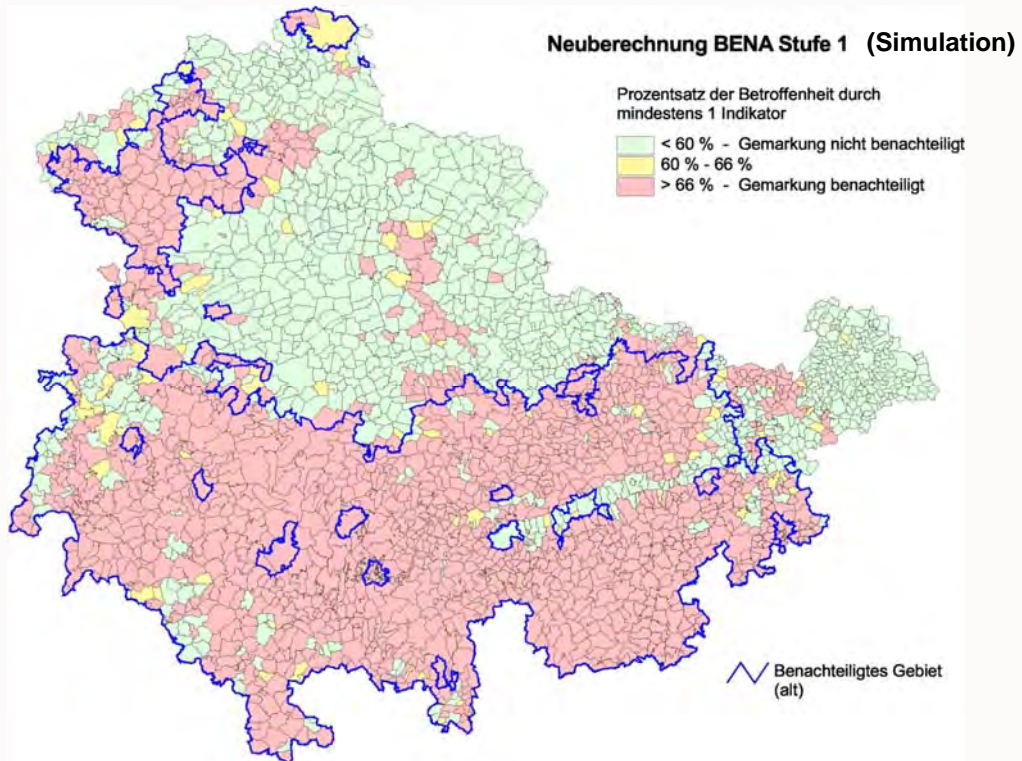 Neuberechnung BENA Stufe 1 (Simulation)
Prozentsatz der Betroffenheit durch
mindestens 1 Indikator
< 60 % - Gemarkung nicht benachteiligt
60 % - 66 %
> 66 % - Gemarkung benachteiligt
Benachteiligtes Gebiet
(alt)